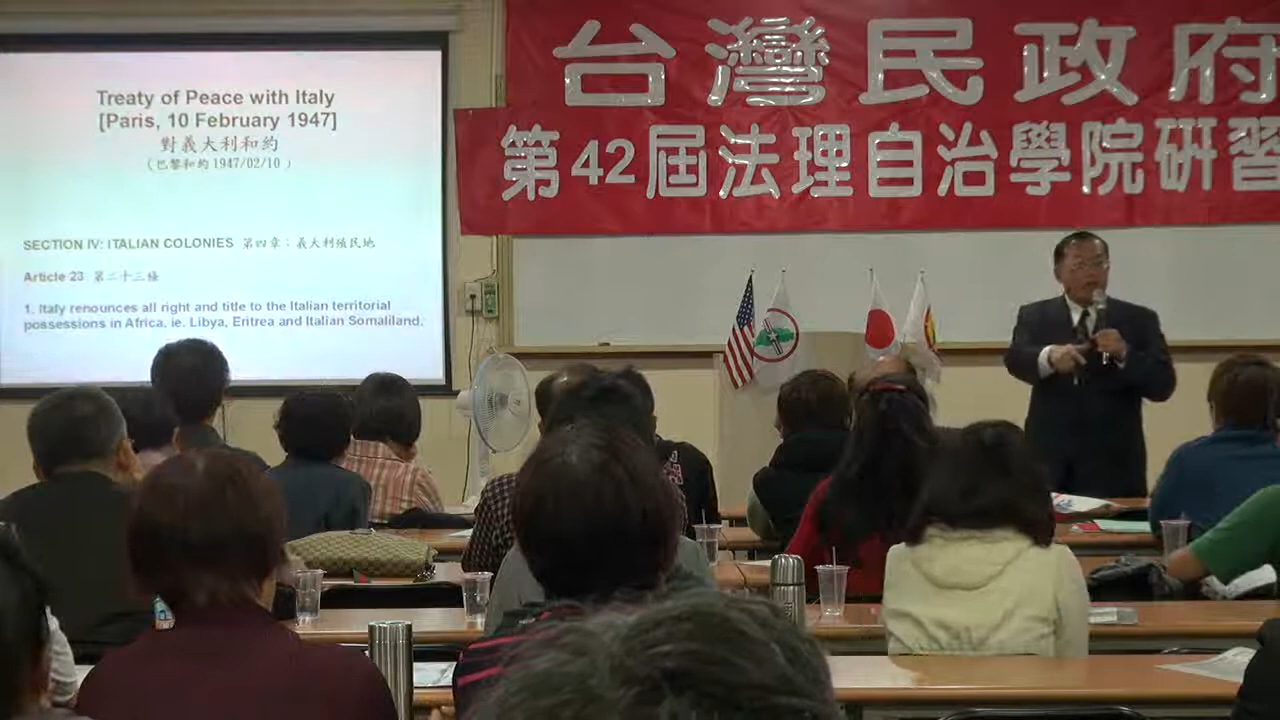 Treaty of Peace with Italy
[Paris, 10 February 1947]
對義大利和約
(巴黎和約 1947/02/10 )
SECTION IV: ITALIAN COLONIES 第四章：義大利殖民地
Article 23 第二十三條
1. Italy renounces all right and title to the Italian territorial
possessions in Africa. ie. Libya, Eritrea and Italian Somaliland.
台灣民政府
第42屆法理自治學院研習